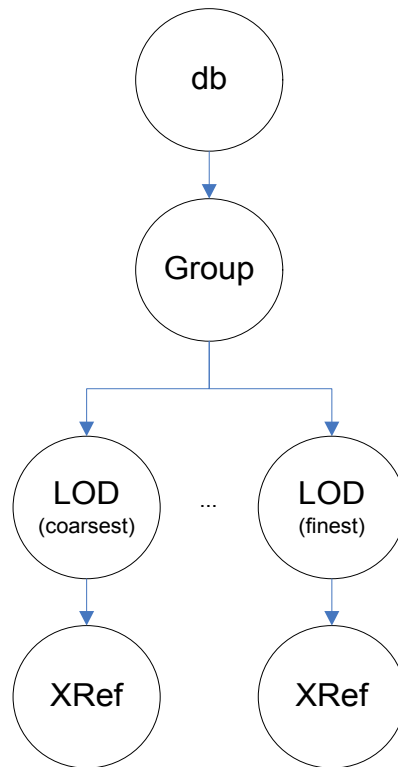 db
Group
LOD
(coarsest)
...
LOD
(finest)
XRef
XRef